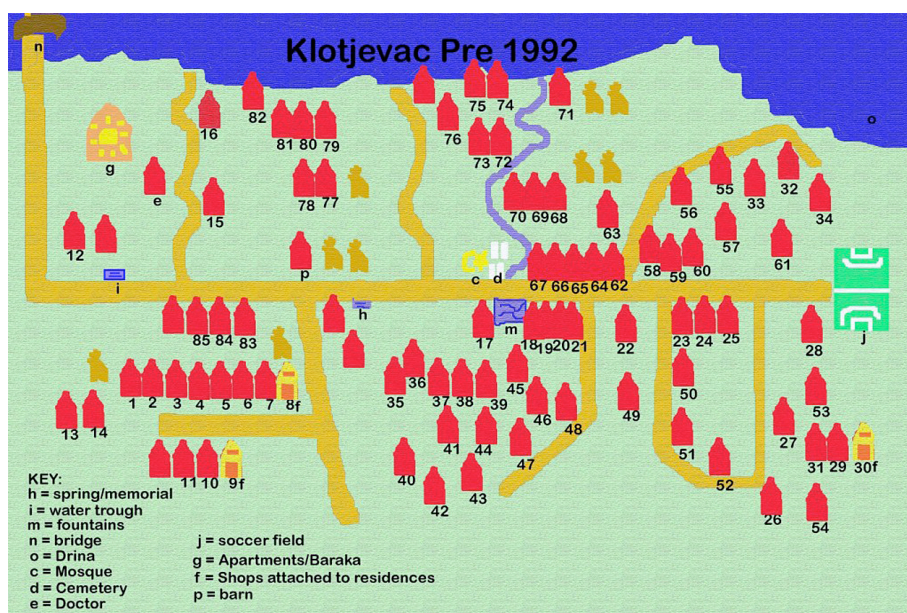 Klotjevac Pre 1992
n
82
75 74
71
16
81 80 79
76
73 72
o
g
e
15
78 77
70 69 68
63
56
55
33
32
34
57
12
i
p
c d
67 66 65 64 62
58 59 60
61
h
m
85 84 83
17
18 19 20 21
22
23 24 25
28
j
1 2 3 4 5 6 7 8f
35 36 37 38 39
45
46
48
49
50
53
13 14
41 44
47
51
27
31 29 30f
11 10 9f
40
42
43
52
26
54
KEY:
h = spring/memorial
i = water trough
m = fountains
n = bridge
o = Drina
c = Mosque
d = Cemetery
e = Doctor
j = soccer field
g = Apartments/Baraka
f = Shops attached to residences
p = barn